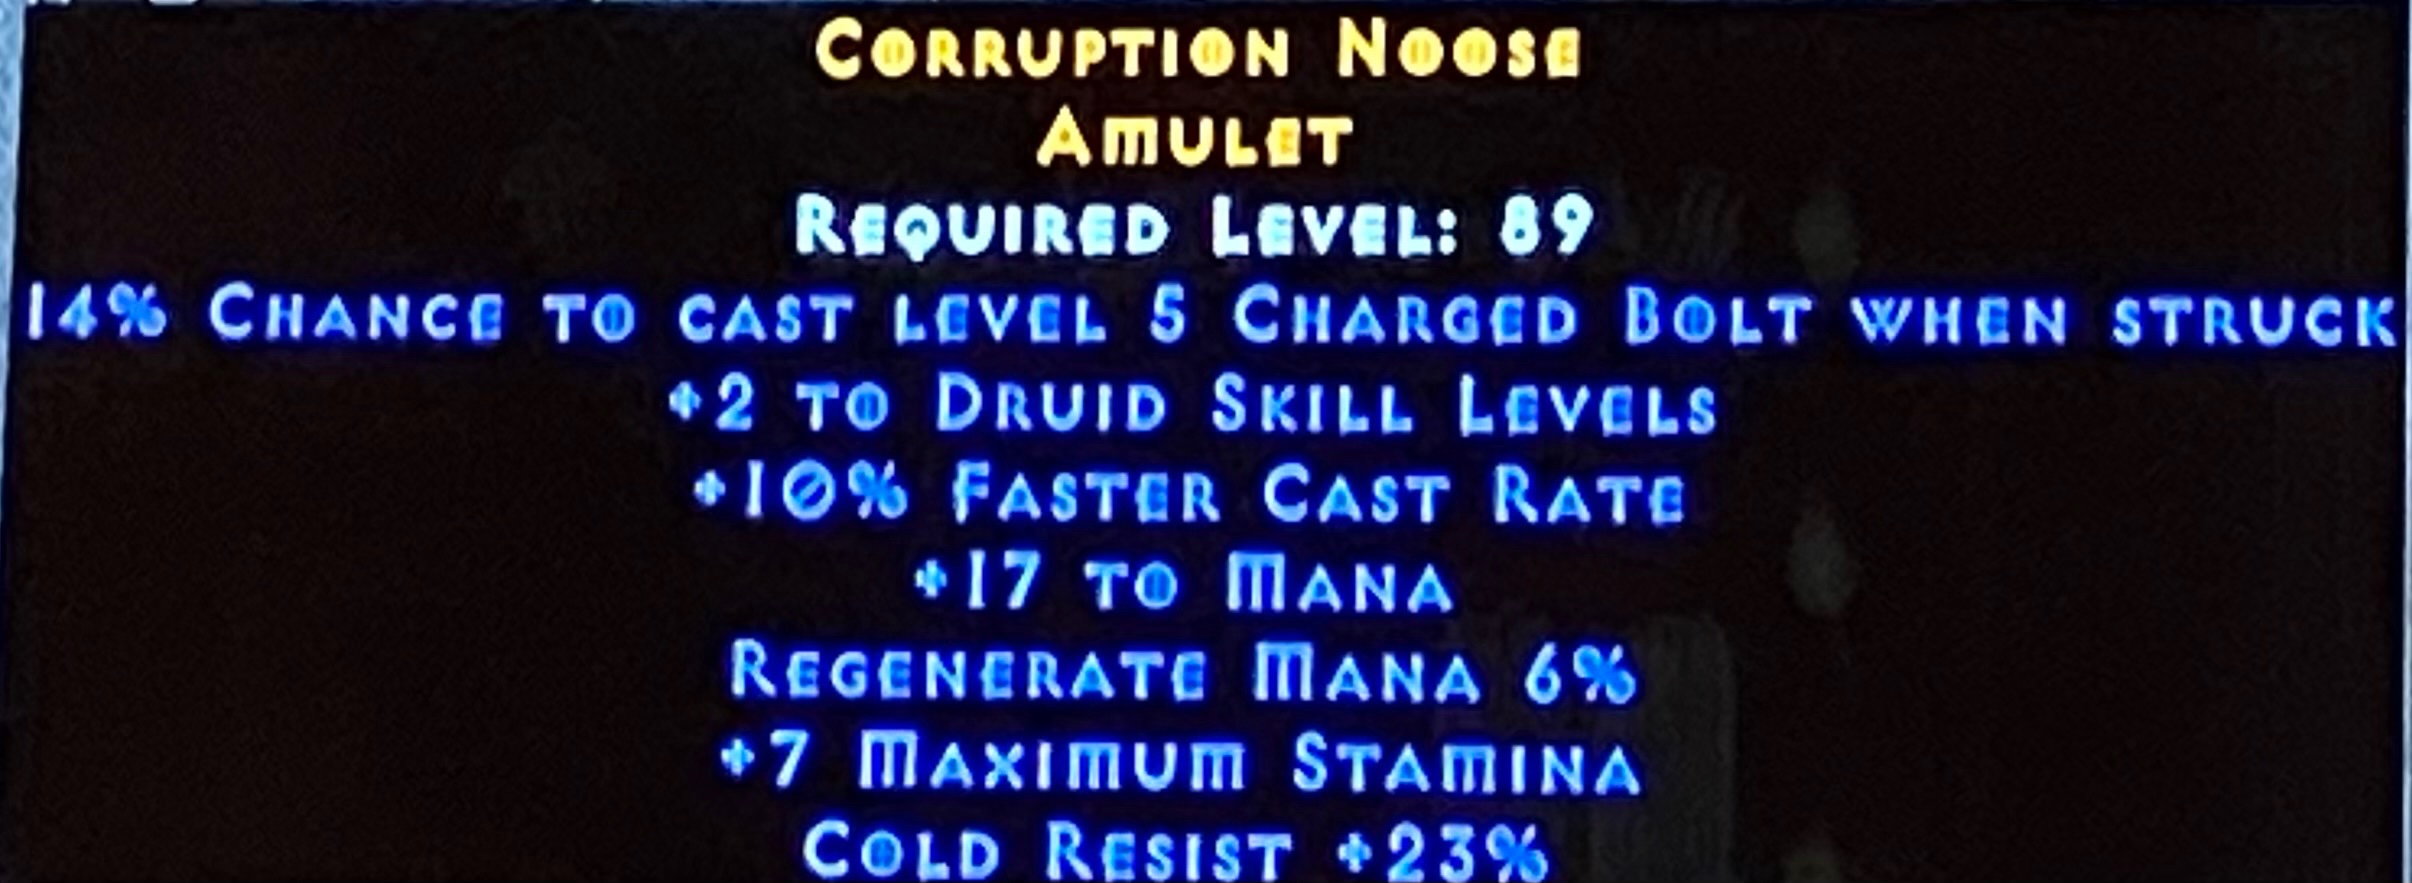 Corruption Noose
Amulet
Required Level: 89
14% Chance to cast level 5 Charged Bolt when struck
+2 to Druid Skill Levels
+10% Faster Cast Rate
+17 to Mana
Regenerate Mana 6%
+7 Maximum Stamina
Cold Resist +23%